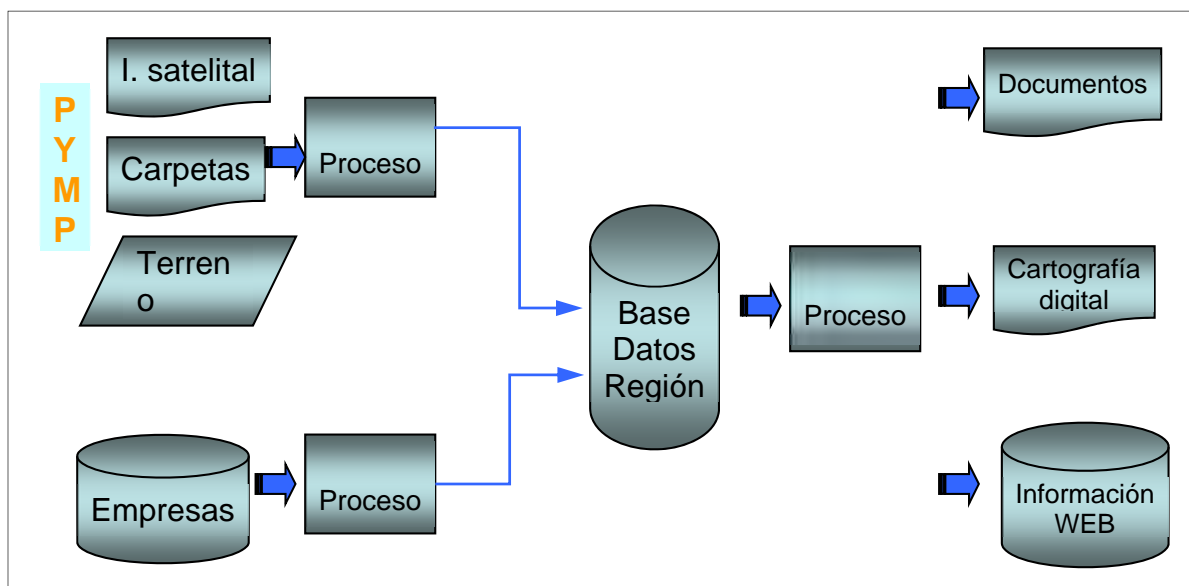 P
Y
M
P
I. satelital
Carpetas
Terren
o
Proceso
Empresas
Proceso
Base
Datos
Región
Proceso
Documentos
Cartografía
digital
Información
WEB